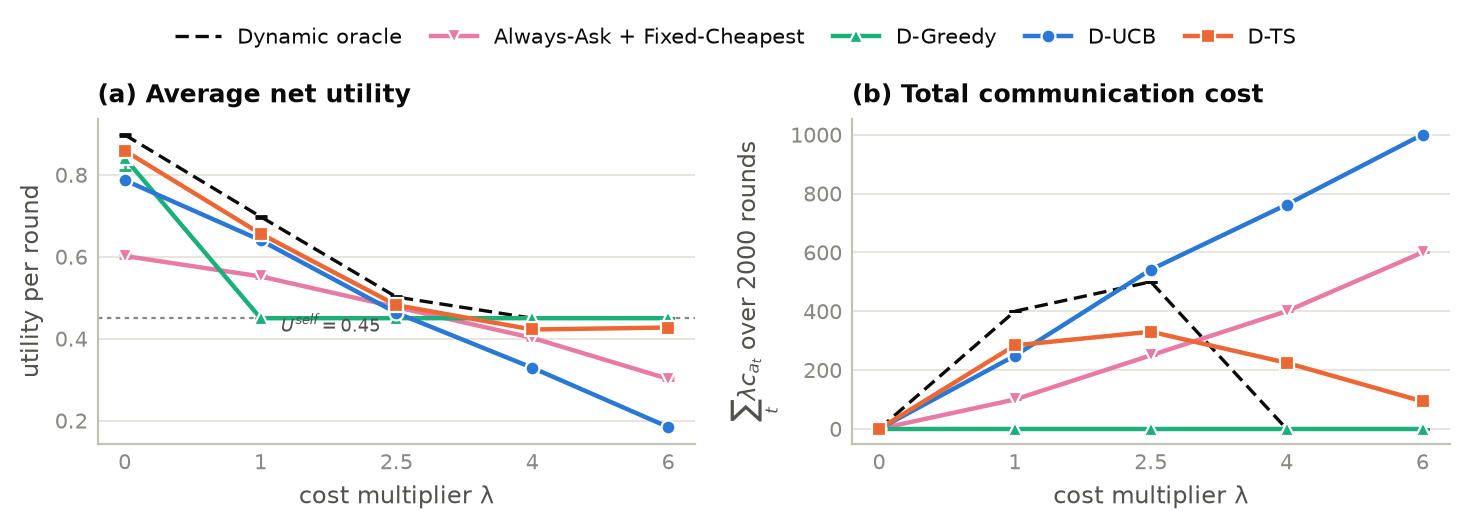 Dynamic oracle Always-Ask + Fixed-Cheapest D-Greedy D-UCB D-TS
(a) Average net utility
utility per round
0.8
0.6
0.4
0.2
U^self = 0.45
0 1 2.5 4 6
cost multiplier λ
(b) Total communication cost
∑_t λc_{a_t} over 2000 rounds
1000
800
600
400
200
0
0 1 2.5 4 6
cost multiplier λ